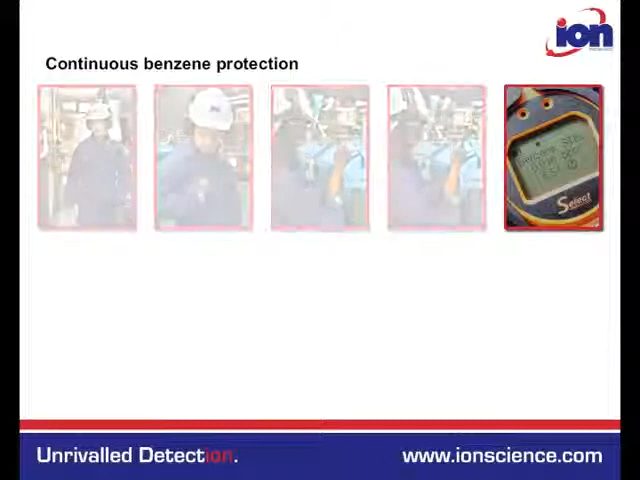 ion
Continuous benzene protection
Select
Unrivalled Detection.
www.ionscience.com